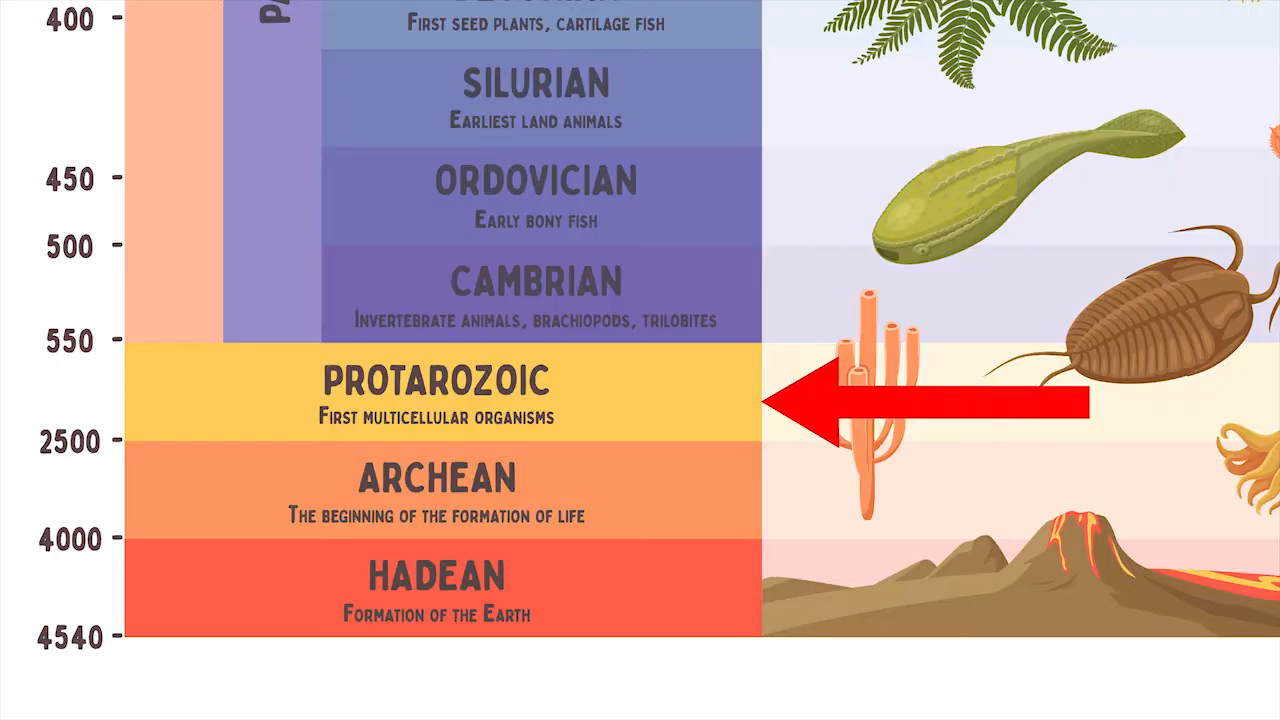 400
FIRST SEED PLANTS, CARTILAGE FISH
SILURIAN
EARLIEST LAND ANIMALS
450
ORDOVICIAN
EARLY BONY FISH
500
CAMBRIAN
INVERTEBRATE ANIMALS, BRACHIOPODS, TRILOBITES
550
PROTAROZOIC
FIRST MULTICELLULAR ORGANISMS
2500
ARCHEAN
THE BEGINNING OF THE FORMATION OF LIFE
4000
HADEAN
FORMATION OF THE EARTH
4540